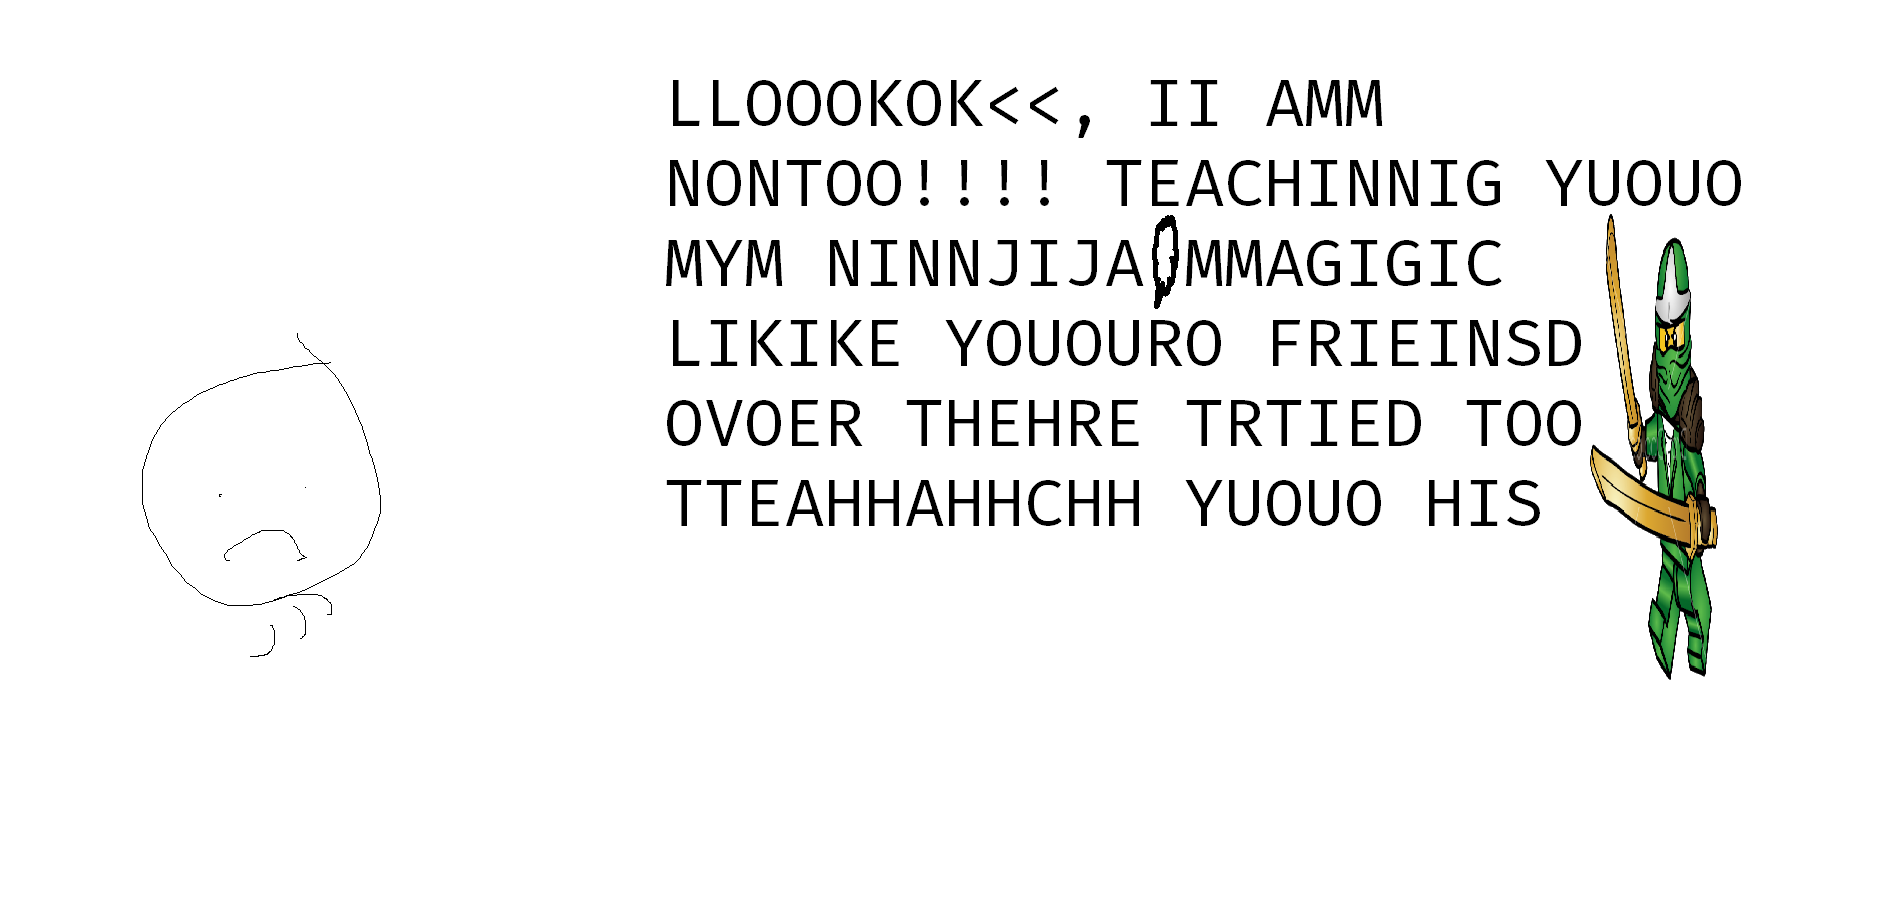 LLOOOKOK<<, II AMM
NONTOO!!!! TEACHINNIG YUOUO
MYM NINNJIJA MMAGIGIC
LIKIKE YOUOURO FRIEINSD
OVOER THEHRE TRTIED TOO
TTEAHHAHHCHH YUOUO HIS